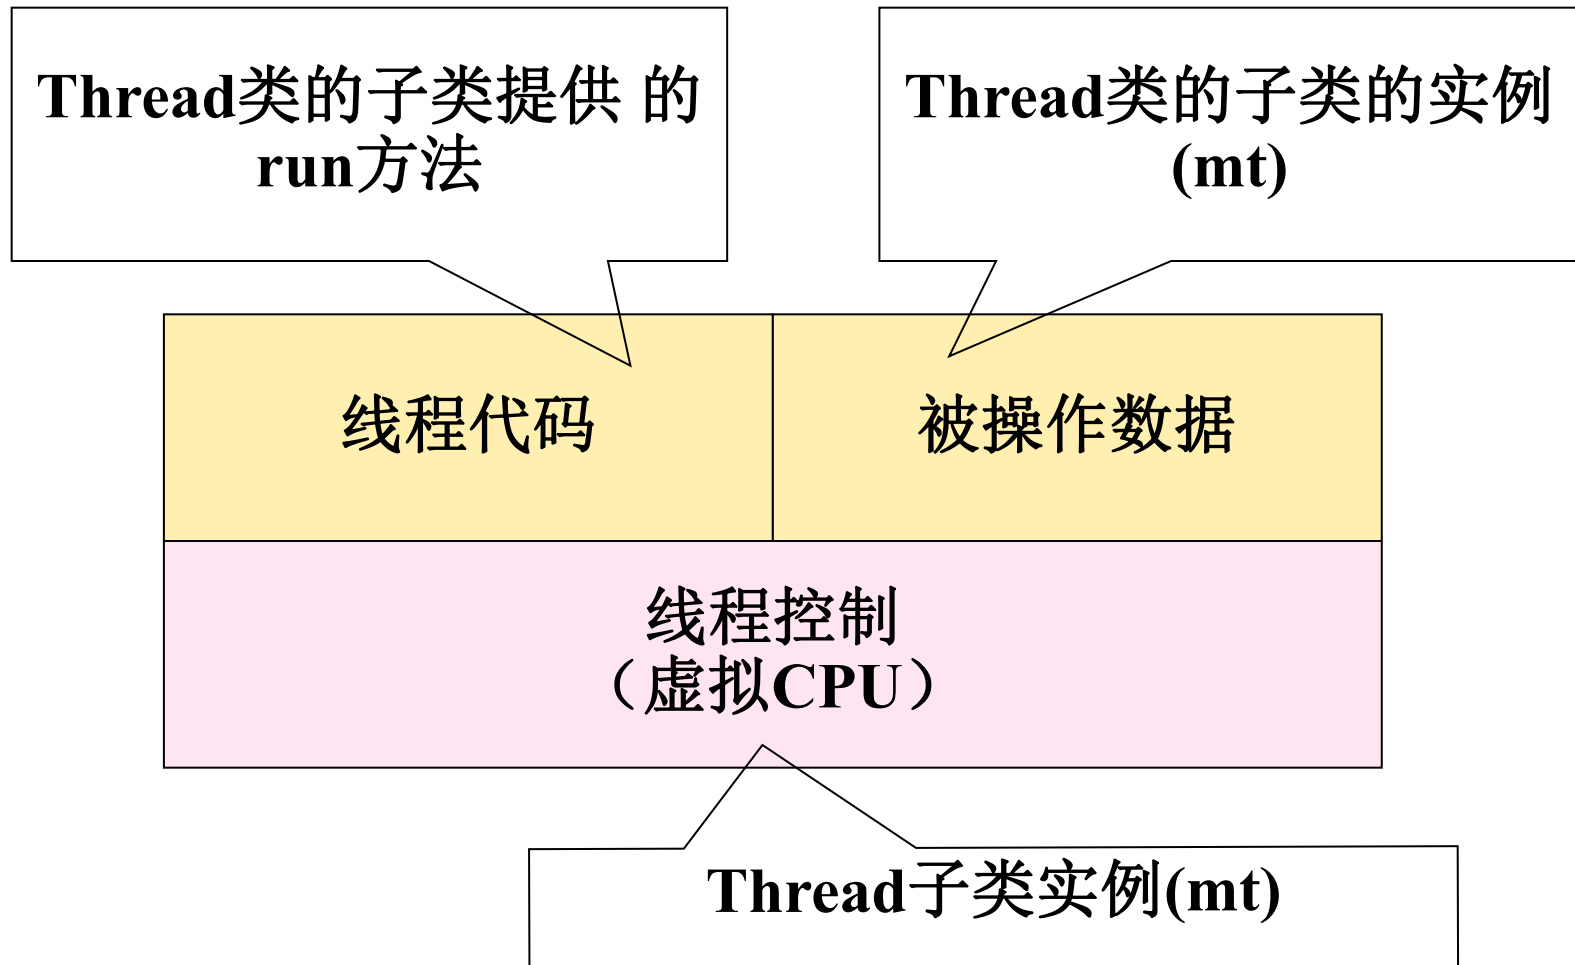 Thread类的子类提供 的
run方法
Thread类的子类的实例
(mt)
线程代码
被操作数据
线程控制
（虚拟CPU）
Thread子类实例(mt)